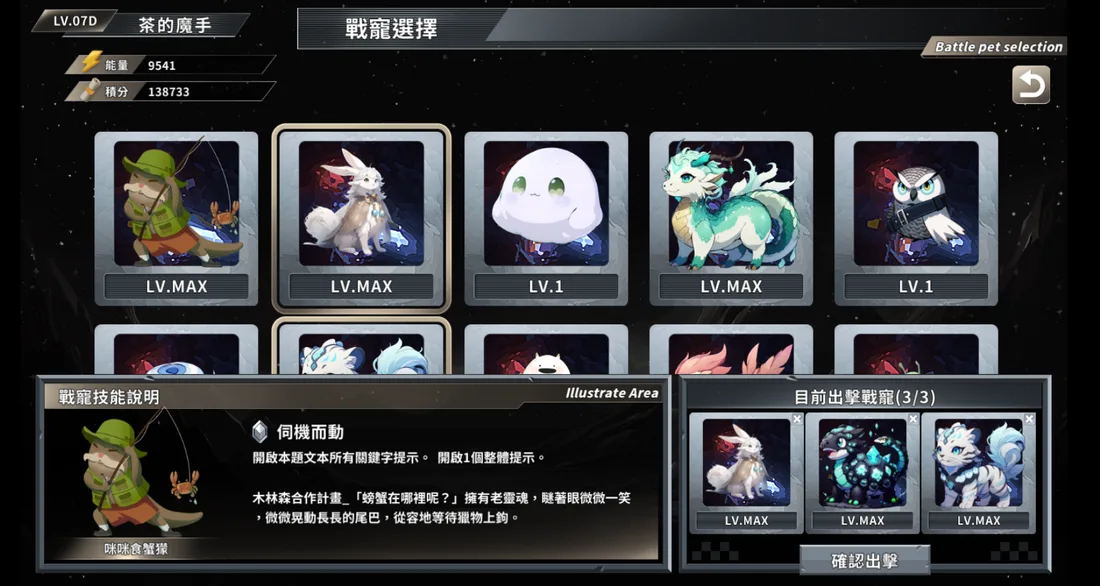 LV.07D
茶的魔手
戰寵選擇
Battle pet selection
能量 9541
積分 138733
LV.MAX
LV.MAX
LV.1
LV.MAX
LV.1
戰寵技能說明
Illustrate Area
伺機而動
開啟本題文本所有關鍵字提示。 開啟1個整體提示。
木林森合作計畫_「螃蟹在哪裡呢?」擁有老靈魂,瞇著眼微微一笑
,微微晃動長長的尾巴,從容地等待獵物上鉤。
咪咪食蟹獴
目前出擊戰寵(3/3)
LV.MAX
LV.MAX
LV.MAX
確認出擊